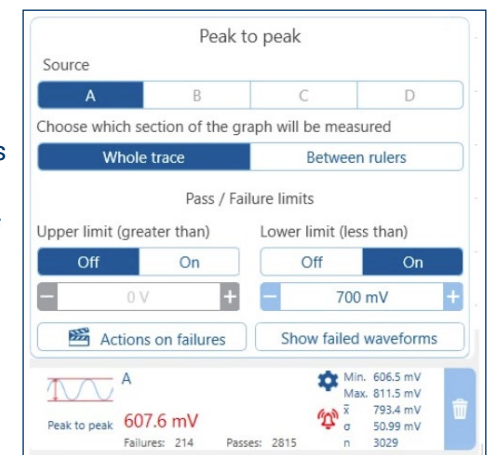 Peak to peak
Source
A B C D
Choose which section of the graph will be measured
Whole trace Between rulers
Pass / Failure limits
Upper limit (greater than) Lower limit (less than)
Off On Off On
− 0 V + − 700 mV +
Actions on failures Show failed waveforms
A Min. 606.5 mV
Max. 811.5 mV
Peak to peak 607.6 mV x̄ 793.4 mV
σ 50.99 mV
Failures: 214 Passes: 2815 n 3029